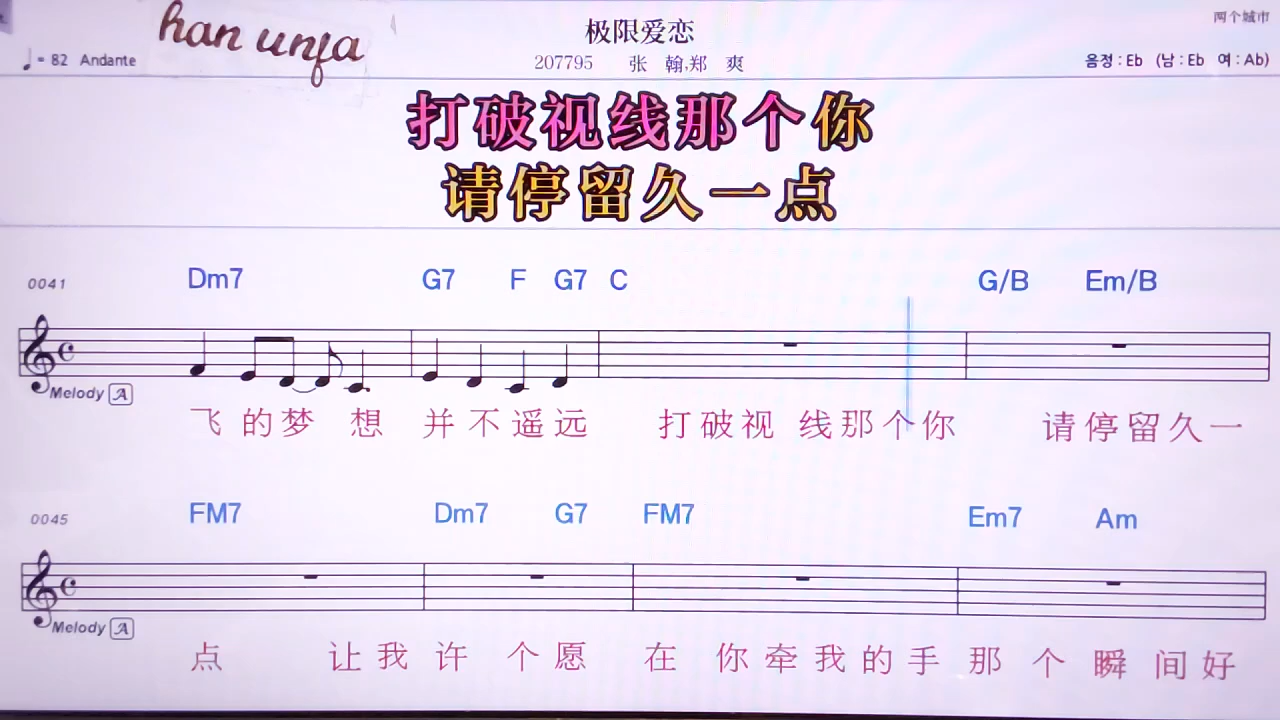 han unfa
极限爱恋
两个城市
♩= 82 Andante
207795 张 翰,郑 爽
음정 : Eb (남 : Eb 여 : Ab)
打破视线那个你
请停留久一点
0041
Dm7 G7 F G7 C G/B Em/B
Melody A
飞 的 梦 想 并 不 遥 远 打 破 视 线 那 个 你 请 停 留 久 一
0045
FM7 Dm7 G7 FM7 Em7 Am
Melody A
点 让 我 许 个 愿 在 你 牵 我 的 手 那 个 瞬 间 好